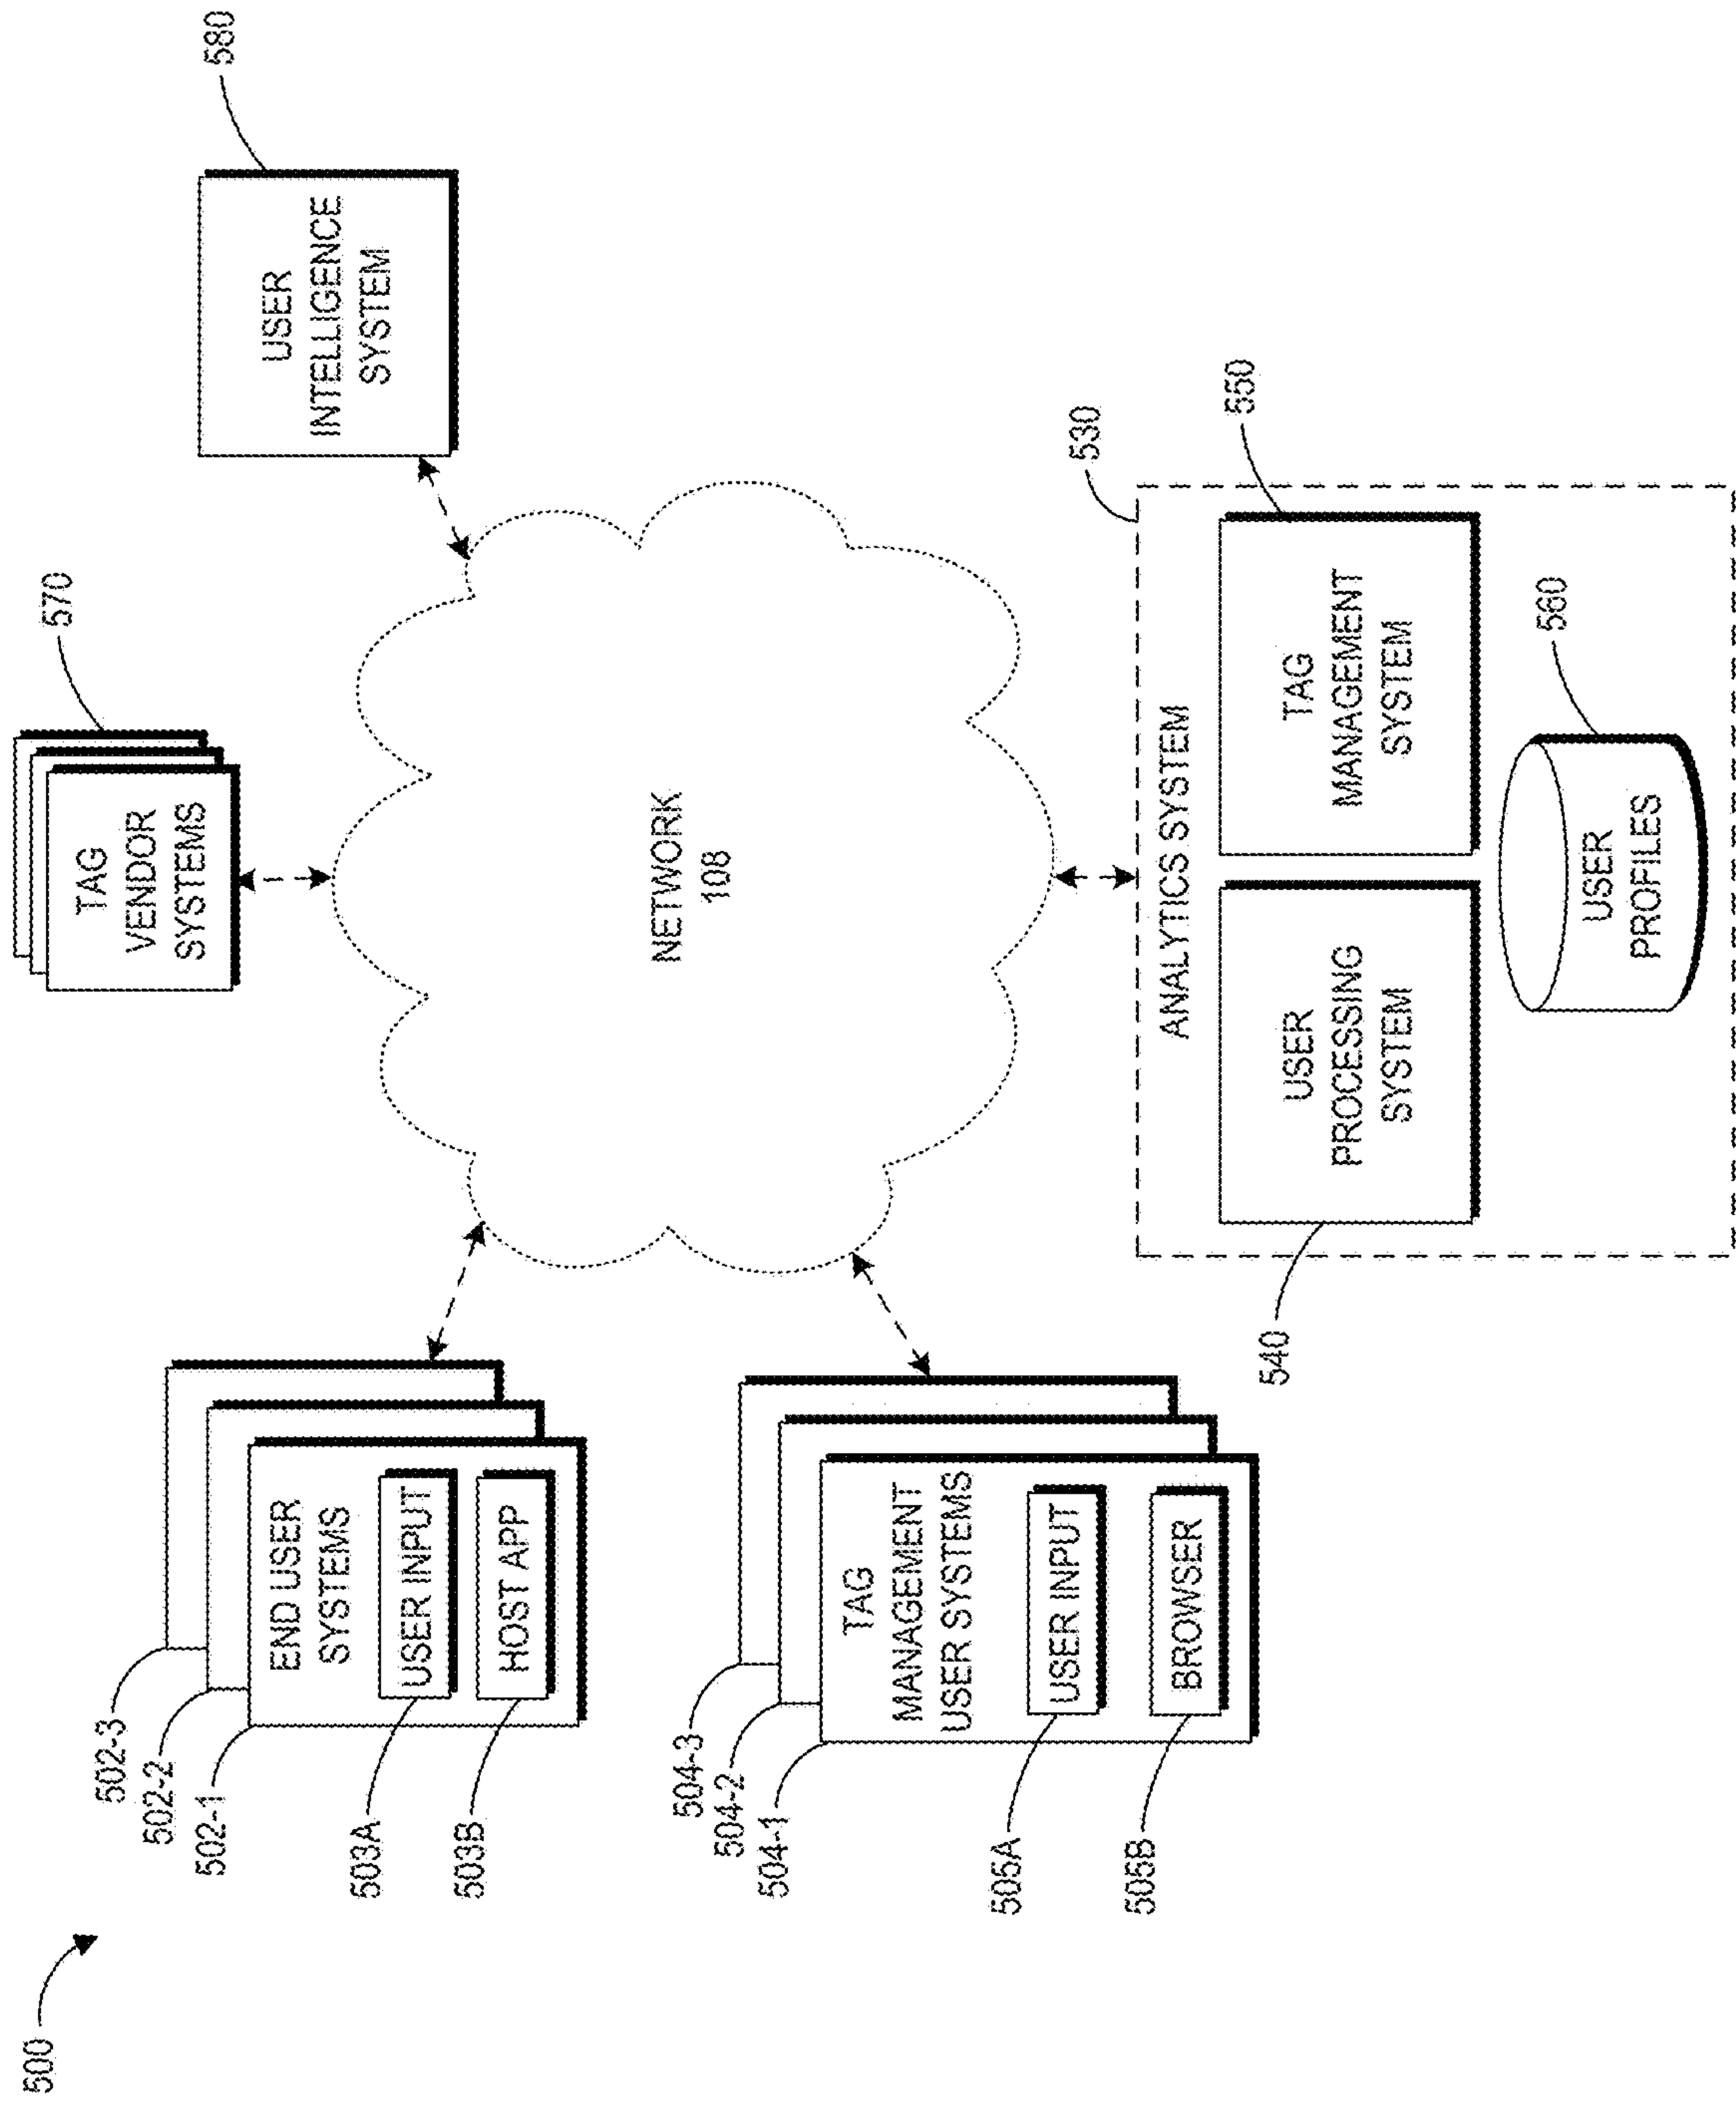 500
502-3
502-2
502-1
END USER
SYSTEMS
USER INPUT
HOST APP
503A
503B
504-3
504-2
504-1
TAG
MANAGEMENT
USER SYSTEMS
USER INPUT
BROWSER
505A
505B
TAG
VENDOR
SYSTEMS
570
USER
INTELLIGENCE
SYSTEM
580
NETWORK
108
530
ANALYTICS SYSTEM
USER
PROCESSING
SYSTEM
540
TAG
MANAGEMENT
SYSTEM
550
USER
PROFILES
560